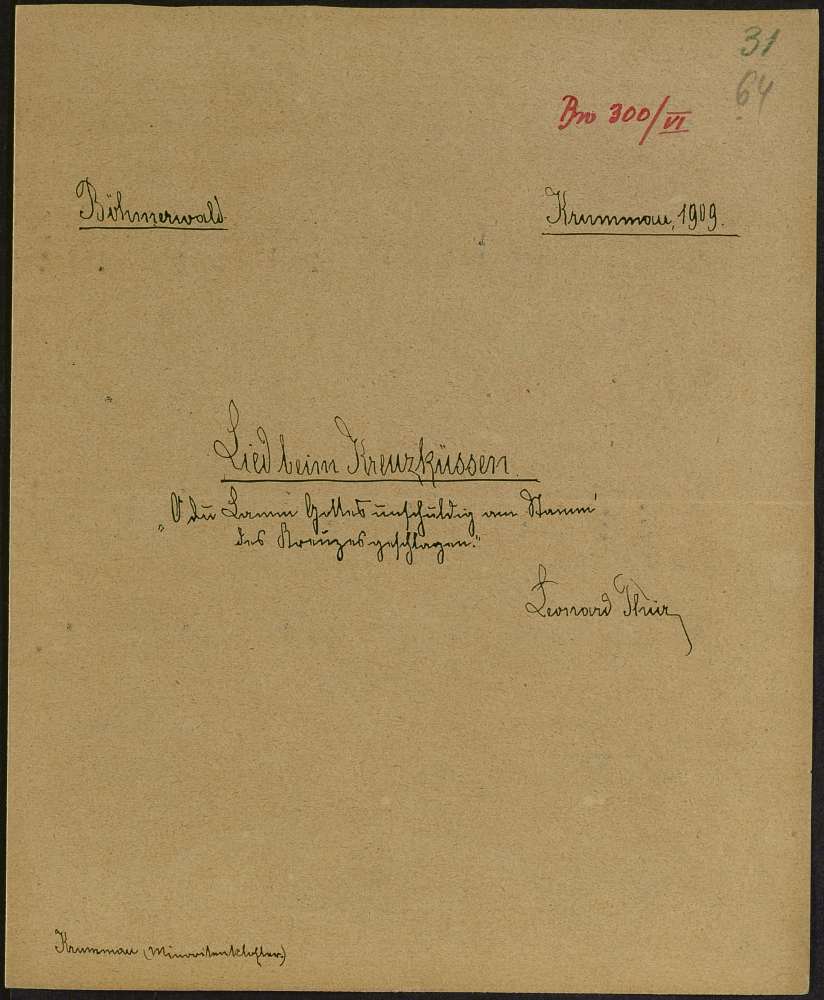 31
64
Bw 300/VI
Böhmerwald
Krummau, 1909.
Lied beim Kreuzküssen.
„O du Lamm Gottes unschuldig am Stamm'
des Kreuzes geschlagen."
Leonard Thür
Krummau (Minoritenkloster)